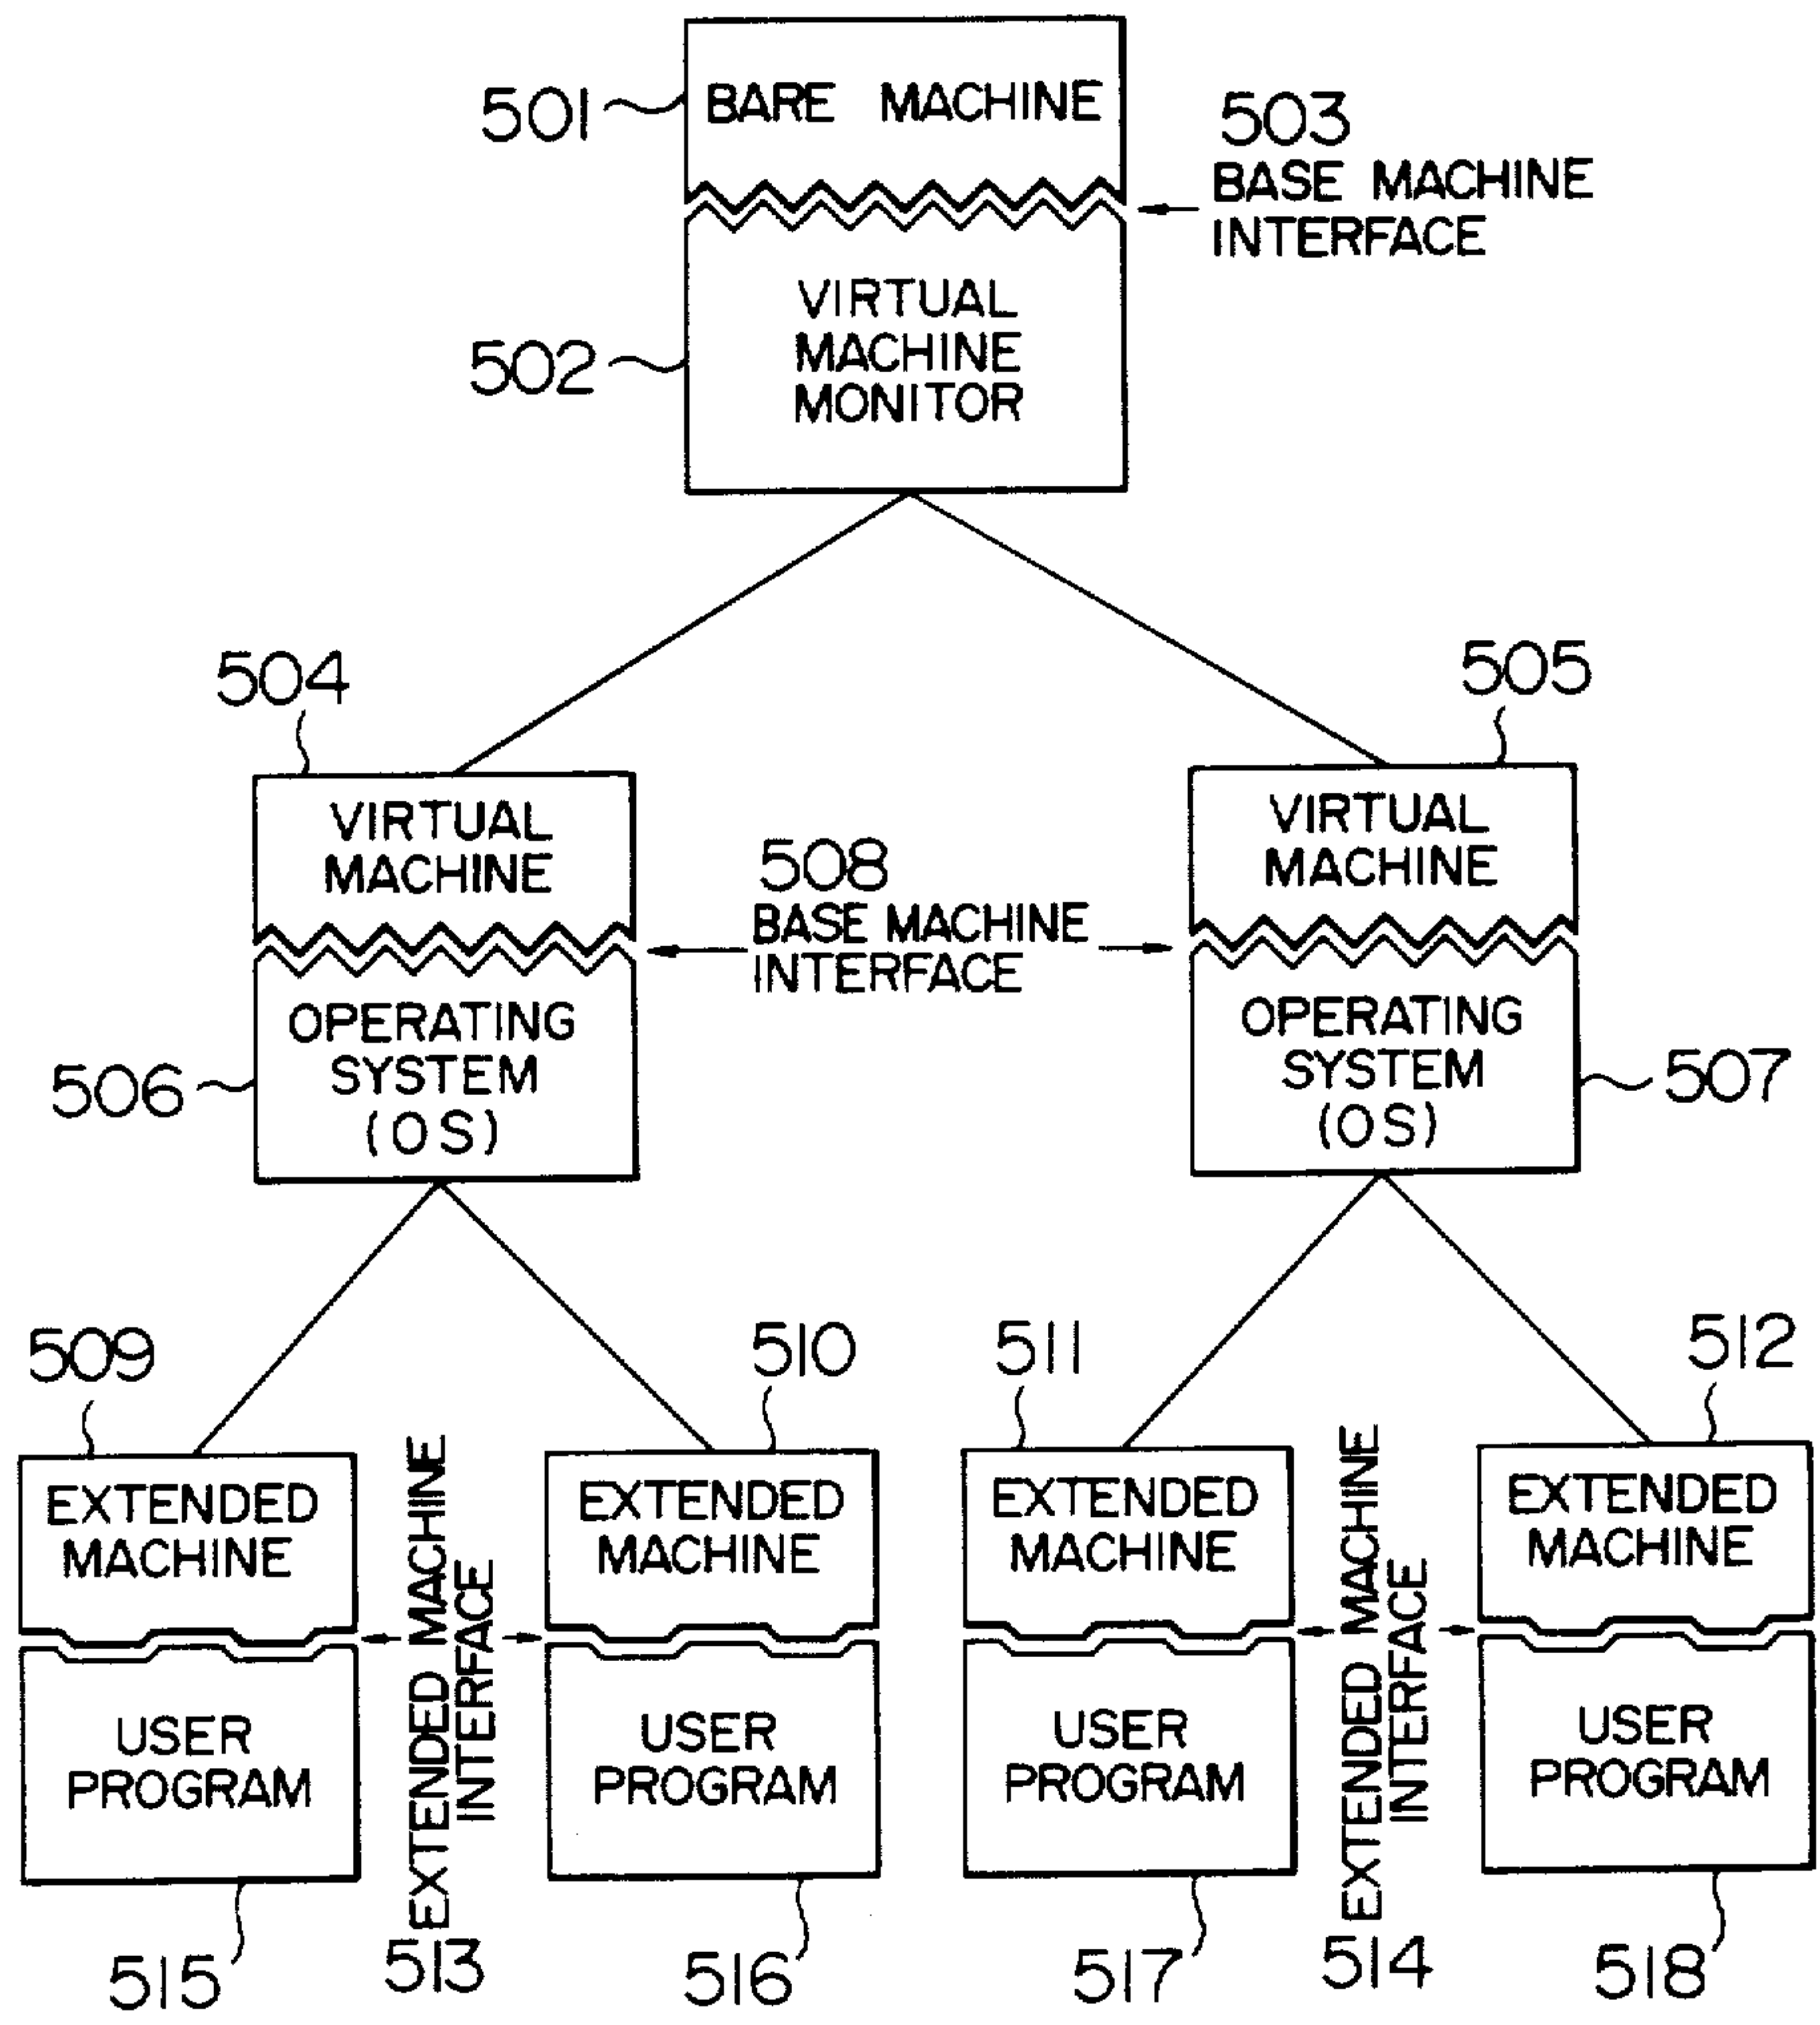 501
BARE MACHINE
503
BASE MACHINE
INTERFACE
502
VIRTUAL
MACHINE
MONITOR
504
505
VIRTUAL
MACHINE
508
BASE MACHINE
INTERFACE
VIRTUAL
MACHINE
506
OPERATING
SYSTEM
(OS)
OPERATING
SYSTEM
(OS)
507
509
510
511
512
EXTENDED
MACHINE
EXTENDED MACHINE
INTERFACE
513
EXTENDED
MACHINE
EXTENDED
MACHINE
EXTENDED MACHINE
INTERFACE
514
EXTENDED
MACHINE
USER
PROGRAM
USER
PROGRAM
USER
PROGRAM
USER
PROGRAM
515
516
517
518